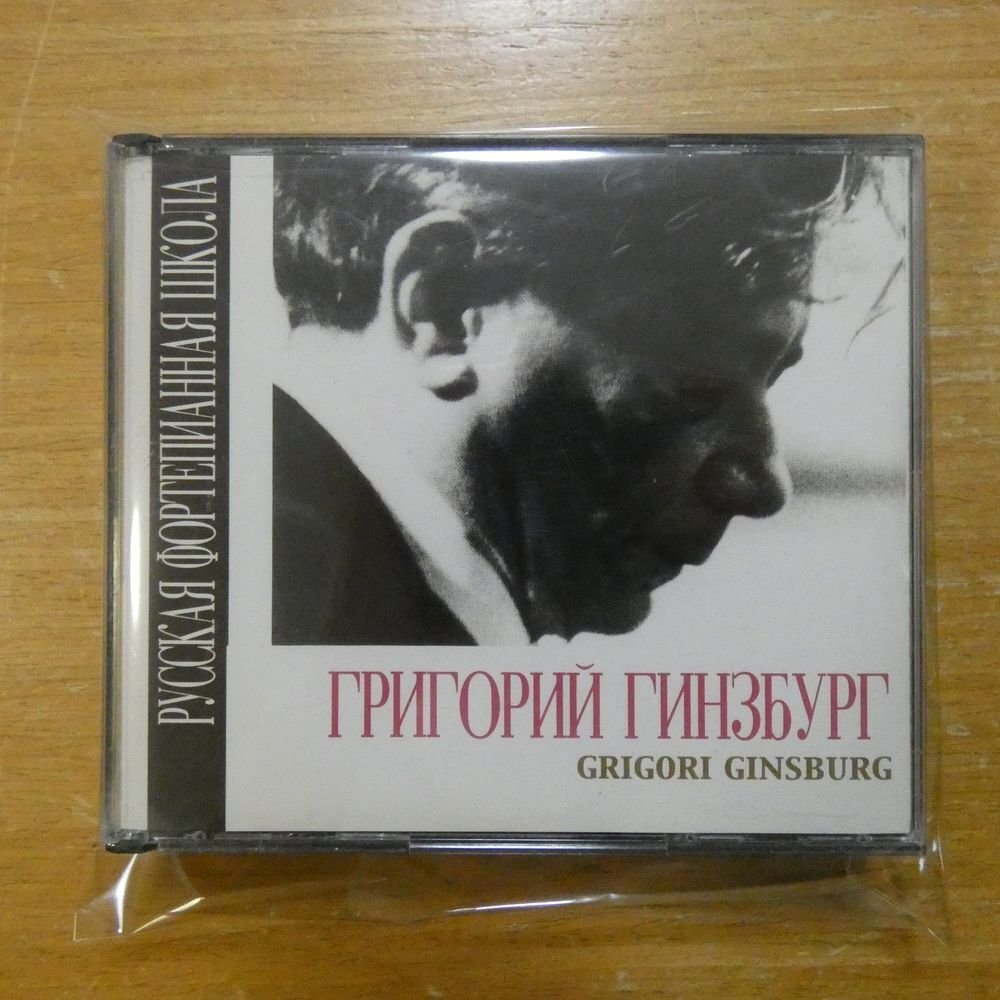 РУССКАЯ ФОРТЕПИАННАЯ ШКОЛА
ГРИГОРИЙ ГИНЗБУРГ
GRIGORI GINSBURG